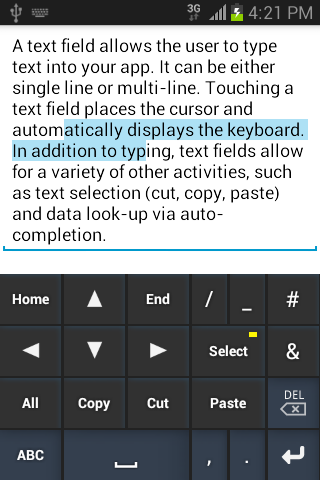 3G 4:21 PM
A text field allows the user to type
text into your app. It can be either
single line or multi-line. Touching a
text field places the cursor and
automatically displays the keyboard.
In addition to typing, text fields allow
for a variety of other activities, such
as text selection (cut, copy, paste)
and data look-up via auto-
completion.
Home End / _ #
Select &
All Copy Cut Paste DEL
ABC , .